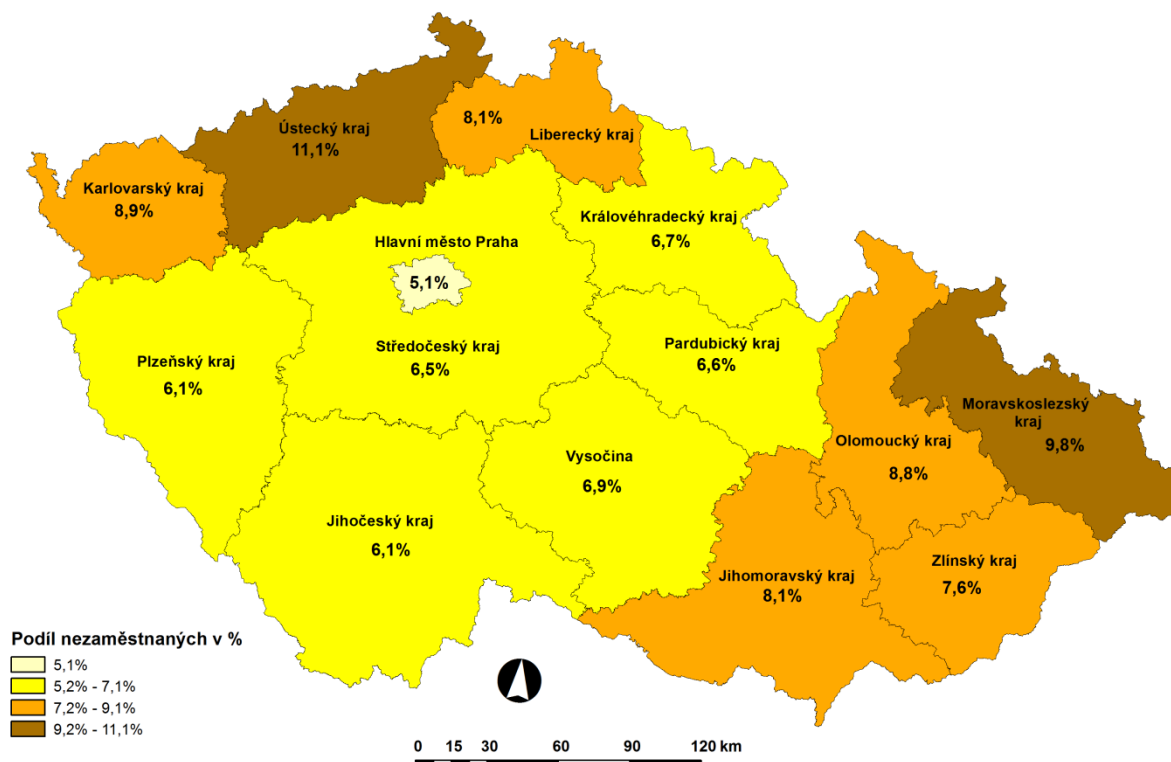 Ústecký kraj
11,1%
8,1%
Liberecký kraj
Karlovarský kraj
8,9%
Královéhradecký kraj
6,7%
Hlavní město Praha
5,1%
Středočeský kraj
6,5%
Pardubický kraj
6,6%
Plzeňský kraj
6,1%
Moravskoslezský
kraj
9,8%
Olomoucký kraj
8,8%
Vysočina
6,9%
Jihočeský kraj
6,1%
Jihomoravský kraj
8,1%
Zlínský kraj
7,6%
Podíl nezaměstnaných v %
5,1%
5,2% - 7,1%
7,2% - 9,1%
9,2% - 11,1%
0 15 30 60 90 120 km